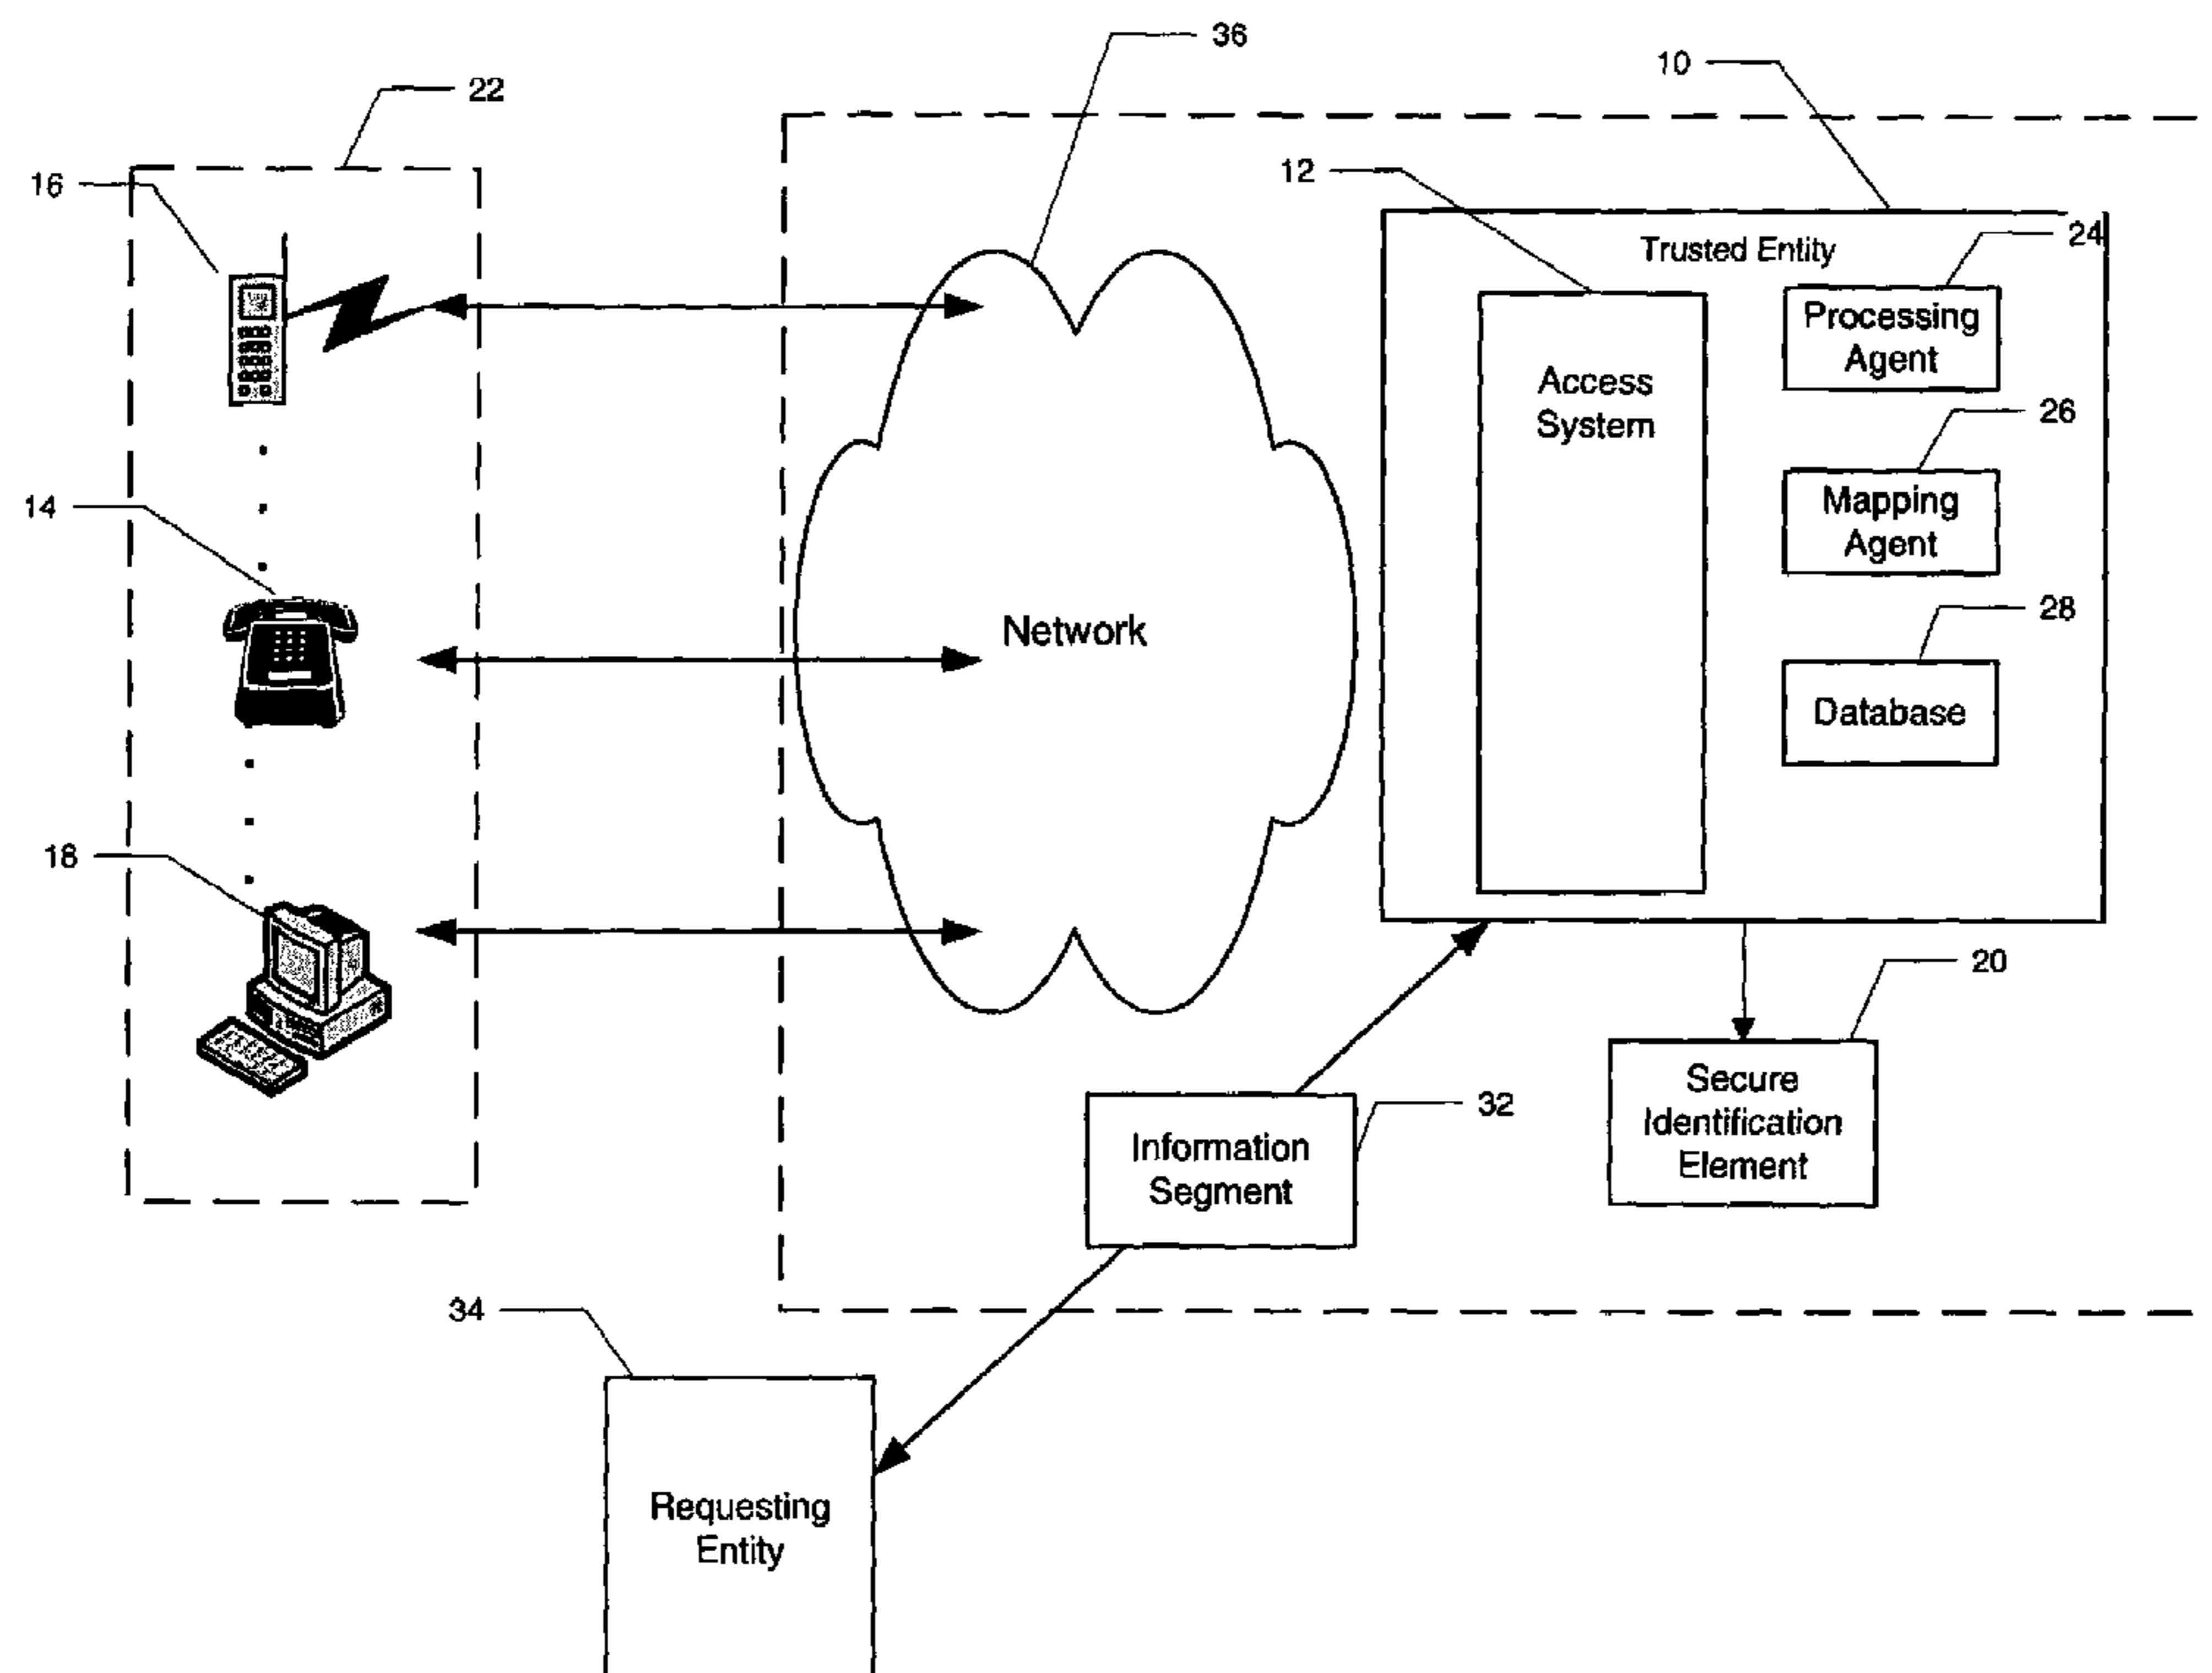 36
10
22
12
16
24
Trusted Entity
Processing
Agent
Access
System
26
Mapping
Agent
14
28
Network
Database
18
20
Secure
Identification
Element
32
Information
Segment
34
Requesting
Entity